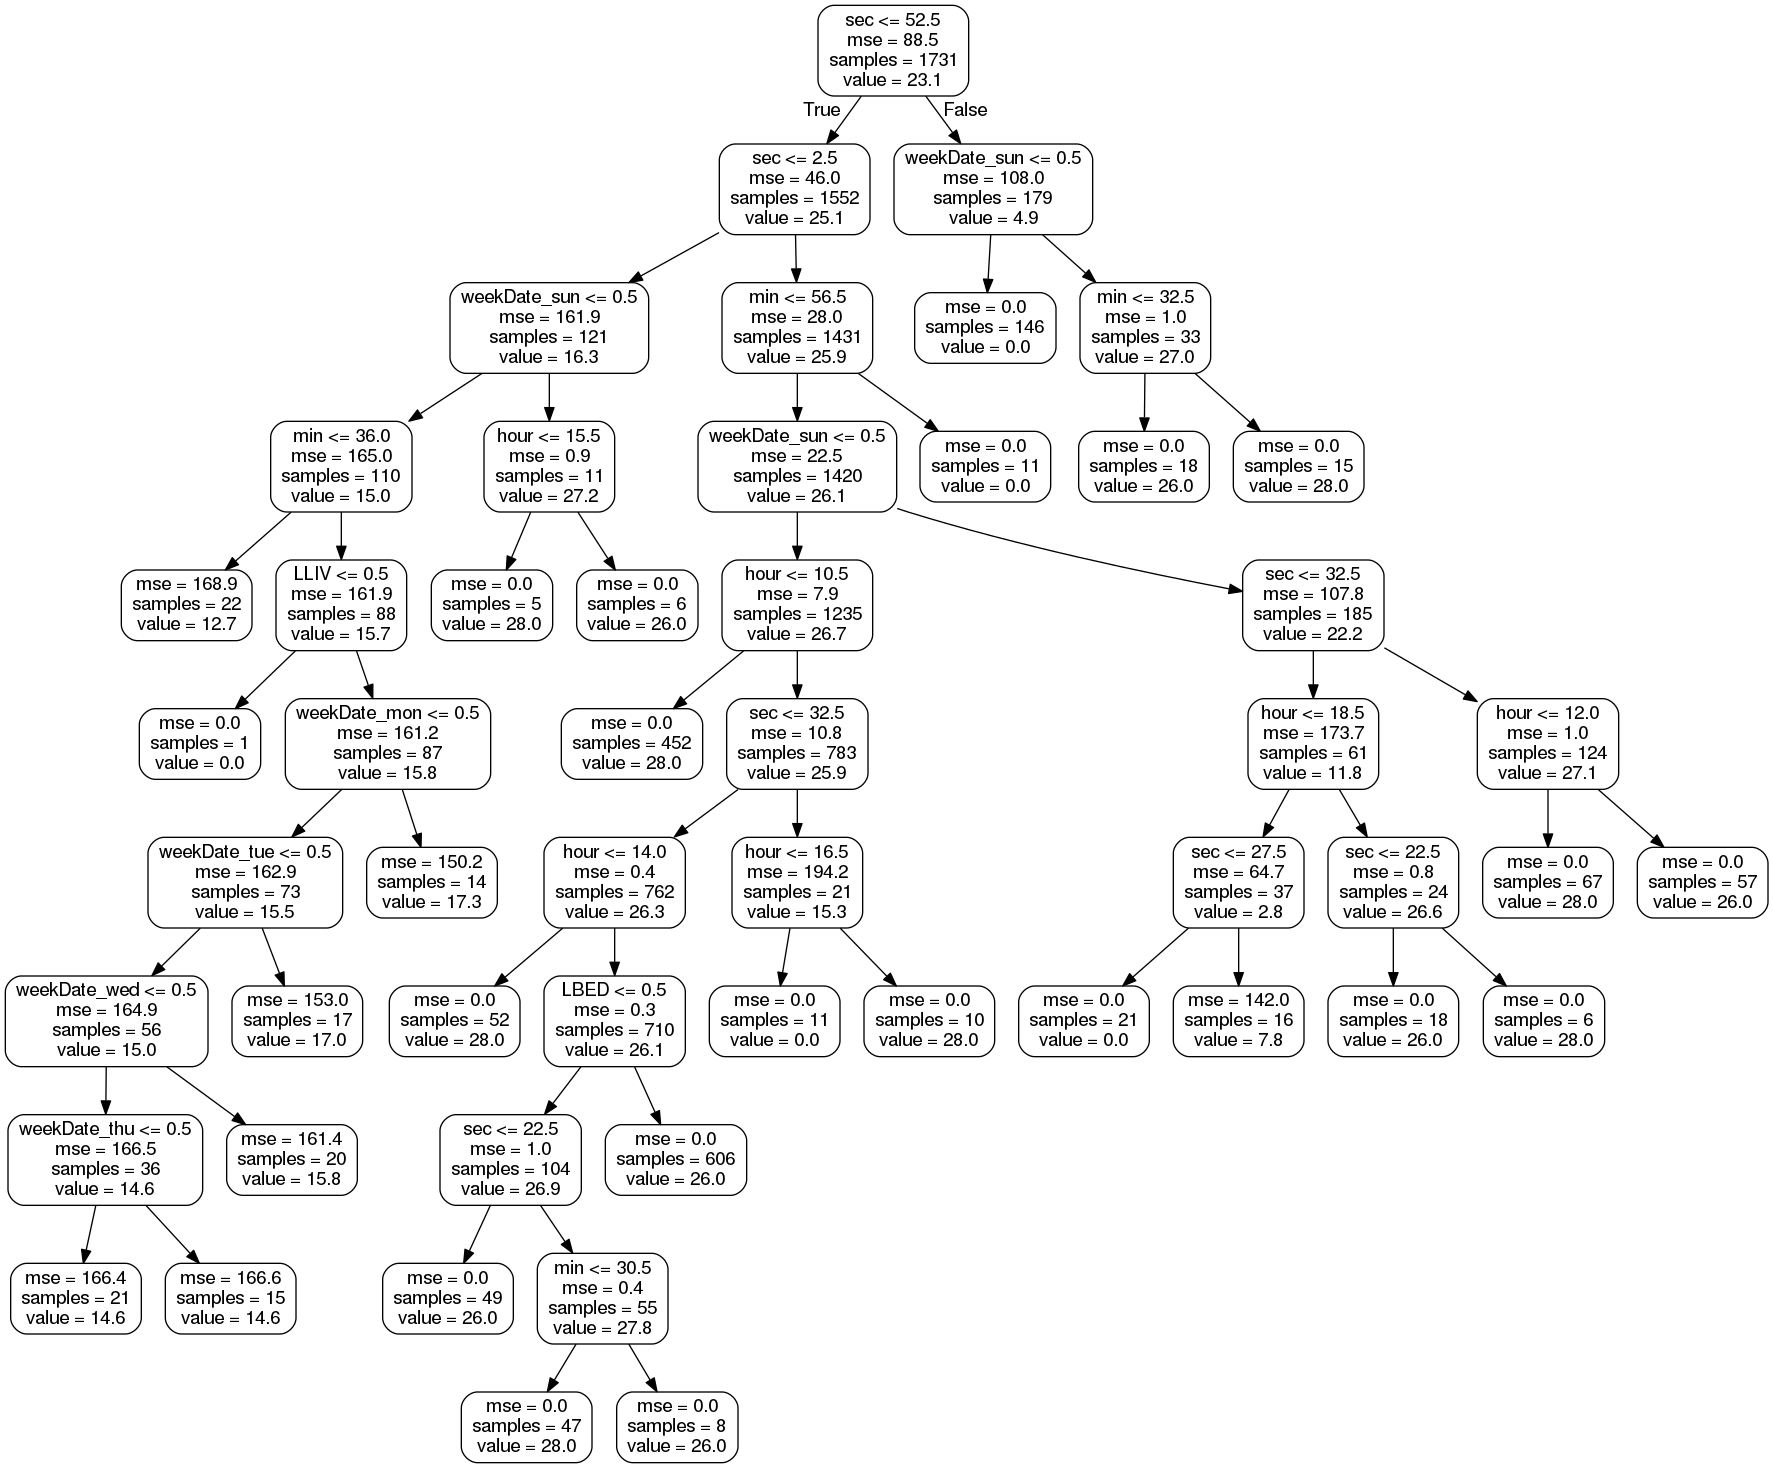 sec <= 52.5
mse = 88.5
samples = 1731
value = 23.1
True
False
sec <= 2.5
mse = 46.0
samples = 1552
value = 25.1
weekDate_sun <= 0.5
mse = 108.0
samples = 179
value = 4.9
weekDate_sun <= 0.5
mse = 161.9
samples = 121
value = 16.3
min <= 56.5
mse = 28.0
samples = 1431
value = 25.9
mse = 0.0
samples = 146
value = 0.0
min <= 32.5
mse = 1.0
samples = 33
value = 27.0
min <= 36.0
mse = 165.0
samples = 110
value = 15.0
hour <= 15.5
mse = 0.9
samples = 11
value = 27.2
weekDate_sun <= 0.5
mse = 22.5
samples = 1420
value = 26.1
mse = 0.0
samples = 11
value = 0.0
mse = 0.0
samples = 18
value = 26.0
mse = 0.0
samples = 15
value = 28.0
mse = 168.9
samples = 22
value = 12.7
LLIV <= 0.5
mse = 161.9
samples = 88
value = 15.7
mse = 0.0
samples = 5
value = 28.0
mse = 0.0
samples = 6
value = 26.0
hour <= 10.5
mse = 7.9
samples = 1235
value = 26.7
sec <= 32.5
mse = 107.8
samples = 185
value = 22.2
mse = 0.0
samples = 1
value = 0.0
weekDate_mon <= 0.5
mse = 161.2
samples = 87
value = 15.8
mse = 0.0
samples = 452
value = 28.0
sec <= 32.5
mse = 10.8
samples = 783
value = 25.9
hour <= 18.5
mse = 173.7
samples = 61
value = 11.8
hour <= 12.0
mse = 1.0
samples = 124
value = 27.1
weekDate_tue <= 0.5
mse = 162.9
samples = 73
value = 15.5
mse = 150.2
samples = 14
value = 17.3
hour <= 14.0
mse = 0.4
samples = 762
value = 26.3
hour <= 16.5
mse = 194.2
samples = 21
value = 15.3
sec <= 27.5
mse = 64.7
samples = 37
value = 2.8
sec <= 22.5
mse = 0.8
samples = 24
value = 26.6
mse = 0.0
samples = 67
value = 28.0
mse = 0.0
samples = 57
value = 26.0
weekDate_wed <= 0.5
mse = 164.9
samples = 56
value = 15.0
mse = 153.0
samples = 17
value = 17.0
mse = 0.0
samples = 52
value = 28.0
LBED <= 0.5
mse = 0.3
samples = 710
value = 26.1
mse = 0.0
samples = 11
value = 0.0
mse = 0.0
samples = 10
value = 28.0
mse = 0.0
samples = 21
value = 0.0
mse = 142.0
samples = 16
value = 7.8
mse = 0.0
samples = 18
value = 26.0
mse = 0.0
samples = 6
value = 28.0
weekDate_thu <= 0.5
mse = 166.5
samples = 36
value = 14.6
mse = 161.4
samples = 20
value = 15.8
sec <= 22.5
mse = 1.0
samples = 104
value = 26.9
mse = 0.0
samples = 606
value = 26.0
mse = 166.4
samples = 21
value = 14.6
mse = 166.6
samples = 15
value = 14.6
mse = 0.0
samples = 49
value = 26.0
min <= 30.5
mse = 0.4
samples = 55
value = 27.8
mse = 0.0
samples = 47
value = 28.0
mse = 0.0
samples = 8
value = 26.0